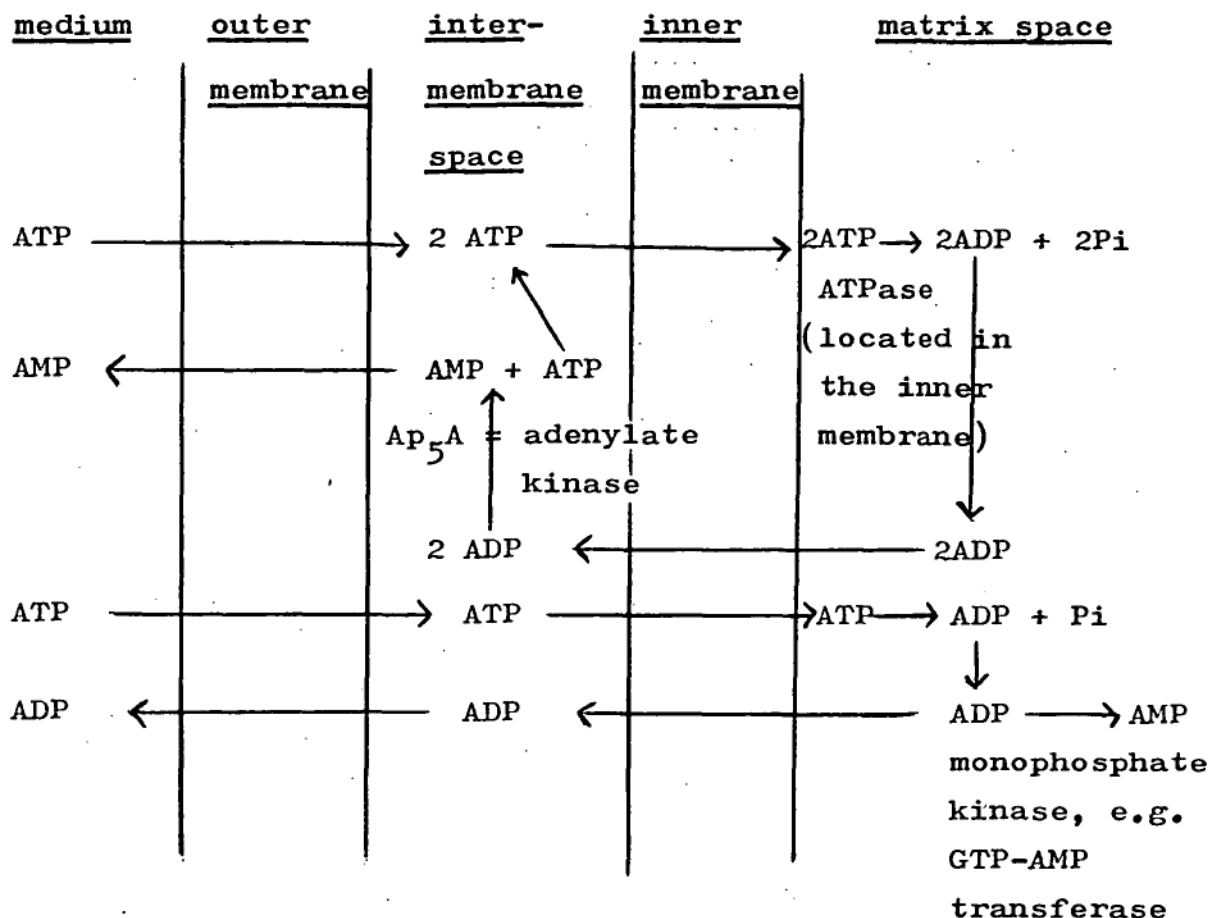 medium outer inter- inner matrix space
membrane membrane membrane
space
ATP 2 ATP 2ATP 2ADP + 2Pi
ATPase
(located in
the inner
membrane)
AMP AMP + ATP
Ap5A = adenylate
kinase
2 ADP 2ADP
ATP ATP ATP ADP + Pi
ADP ADP ADP AMP
monophosphate
kinase, e.g.
GTP-AMP
transferase